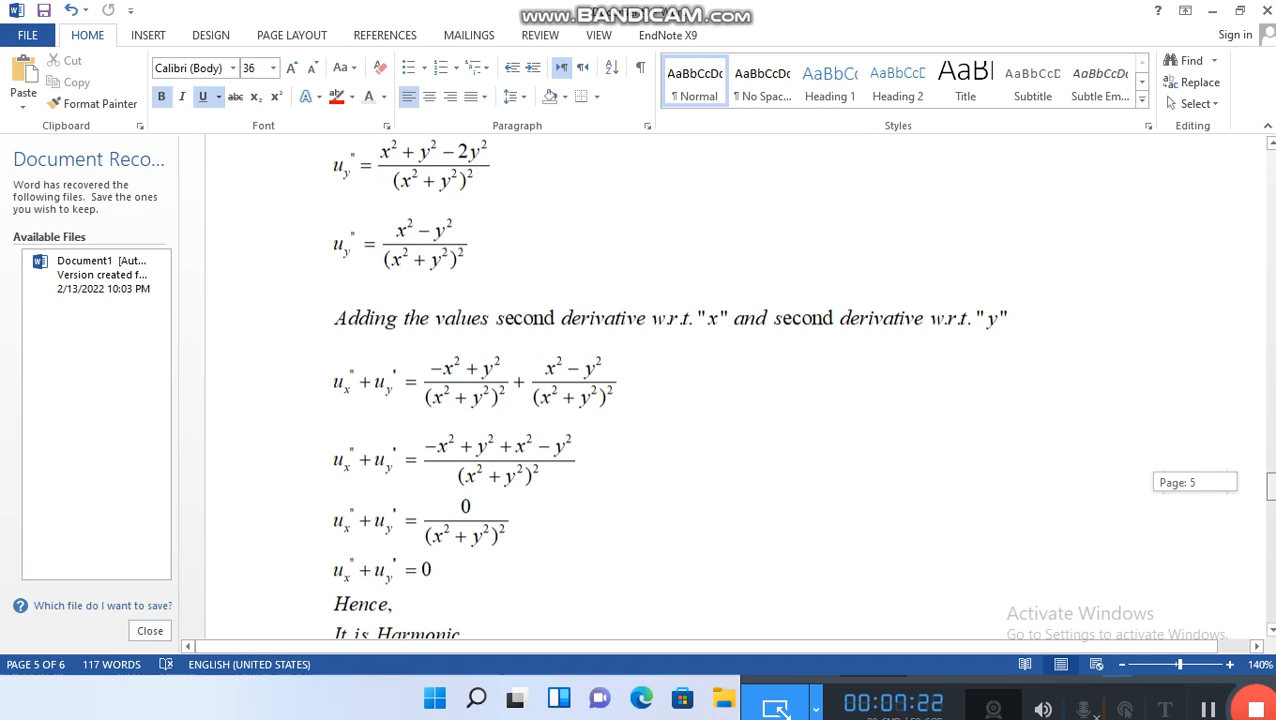 www.BANDICAM.com
Sign in
FILE HOME INSERT DESIGN PAGE LAYOUT REFERENCES MAILINGS REVIEW VIEW EndNote X9
Paste
Cut
Copy
Format Painter
Clipboard
Calibri (Body) 36
Font
Paragraph
AaBbCcDc AaBbCcDc AaBbCc AaBbCc AaBl AaBbCcDc AaBbCcDc
¶ Normal ¶ No Spac... Heading 1 Heading 2 Title Subtitle Subtle Em...
Styles
Find
Replace
Select
Editing
Document Reco...
Word has recovered the
following files. Save the ones
you wish to keep.
Available Files
Document1 [Aut...
Version created f...
2/13/2022 10:03 PM
Which file do I want to save?
Close
u_y" = (x² + y² − 2y²) / (x² + y²)²
u_y" = (x² − y²) / (x² + y²)²
Adding the values second derivative w.r.t. "x" and second derivative w.r.t. "y"
u_x" + u_y' = (−x² + y²) / (x² + y²)² + (x² − y²) / (x² + y²)²
u_x" + u_y' = (−x² + y² + x² − y²) / (x² + y²)²
u_x" + u_y' = 0 / (x² + y²)²
u_x" + u_y' = 0
Hence,
It is Harmonic
Page: 5
Activate Windows
Go to Settings to activate Windows.
PAGE 5 OF 6 117 WORDS ENGLISH (UNITED STATES) 140%
00:07:22